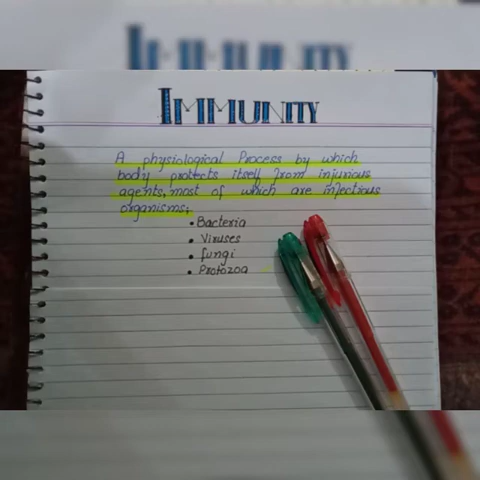 IMMUNITY
A physiological Process by which
body protects itself from injurious
agents, most of which are infectious
organisms.
• Bacteria
• Viruses
• fungi
• Protozoa